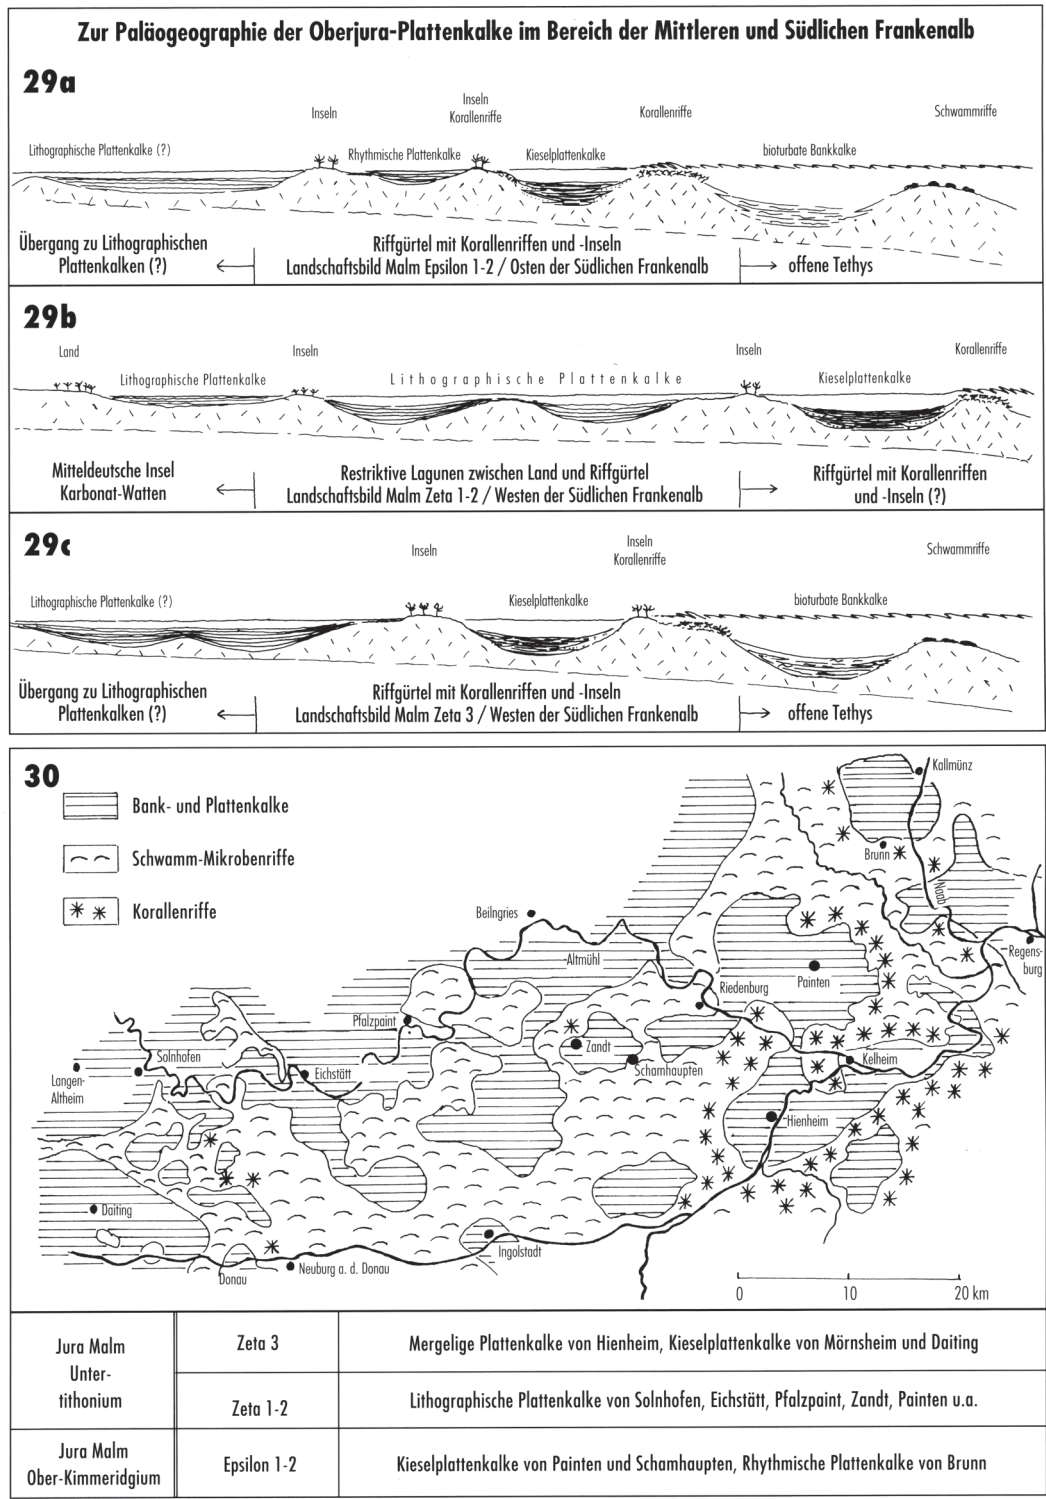 Zur Paläogeographie der Oberjura-Plattenkalke im Bereich der Mittleren und Südlichen Frankenalb
29a
Inseln
Inseln
Korallenriffe
Korallenriffe
Schwammriffe
Lithographische Plattenkalke (?)
Rhythmische Plattenkalke
Kieselplattenkalke
bioturbate Bankkalke
Übergang zu Lithographischen
Plattenkalken (?)
Riffgürtel mit Korallenriffen und -Inseln
Landschaftsbild Malm Epsilon 1-2 / Osten der Südlichen Frankenalb
offene Tethys
29b
Land
Inseln
Inseln
Korallenriffe
Lithographische Plattenkalke
Lithographische Plattenkalke
Kieselplattenkalke
Mitteldeutsche Insel
Karbonat-Watten
Restriktive Lagunen zwischen Land und Riffgürtel
Landschaftsbild Malm Zeta 1-2 / Westen der Südlichen Frankenalb
Riffgürtel mit Korallenriffen
und -Inseln (?)
29c
Inseln
Inseln
Korallenriffe
Schwammriffe
Lithographische Plattenkalke (?)
Kieselplattenkalke
bioturbate Bankkalke
Übergang zu Lithographischen
Plattenkalken (?)
Riffgürtel mit Korallenriffen und -Inseln
Landschaftsbild Malm Zeta 3 / Westen der Südlichen Frankenalb
offene Tethys
30
Bank- und Plattenkalke
Schwamm-Mikrobenriffe
Korallenriffe
Kallmünz
Brunn
Naab
Beilngries
Altmühl
Regens-
burg
Painten
Riedenburg
Pfalzpaint
Zandt
Solnhofen
Langen-
Altheim
Eichstätt
Schamhaupten
Kelheim
Hienheim
Daiting
Ingolstadt
Donau
Neuburg a. d. Donau
0 10 20 km
Jura Malm
Unter-
tithonium
Zeta 3
Mergelige Plattenkalke von Hienheim, Kieselplattenkalke von Mörnsheim und Daiting
Zeta 1-2
Lithographische Plattenkalke von Solnhofen, Eichstätt, Pfalzpaint, Zandt, Painten u.a.
Jura Malm
Ober-Kimmeridgium
Epsilon 1-2
Kieselplattenkalke von Painten und Schamhaupten, Rhythmische Plattenkalke von Brunn